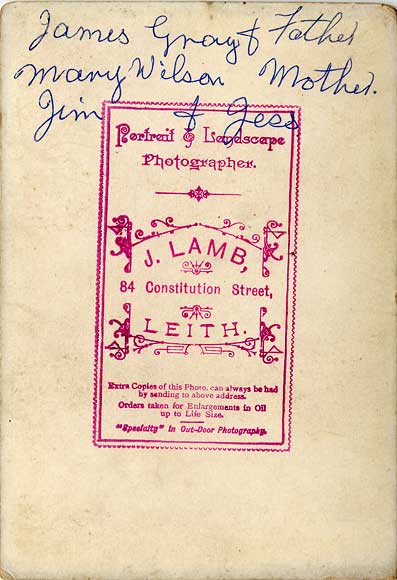 James Gray & Father
Mary Wilson Mother.
Jim & Jess
Portrait & Landscape
Photographer.
J. LAMB,
84 Constitution Street,
LEITH.
Extra Copies of this Photo. can always be had
by sending to above address.
Orders taken for Enlargements in Oil
up to Life Size.
"Specialty" in Out-Door Photography.